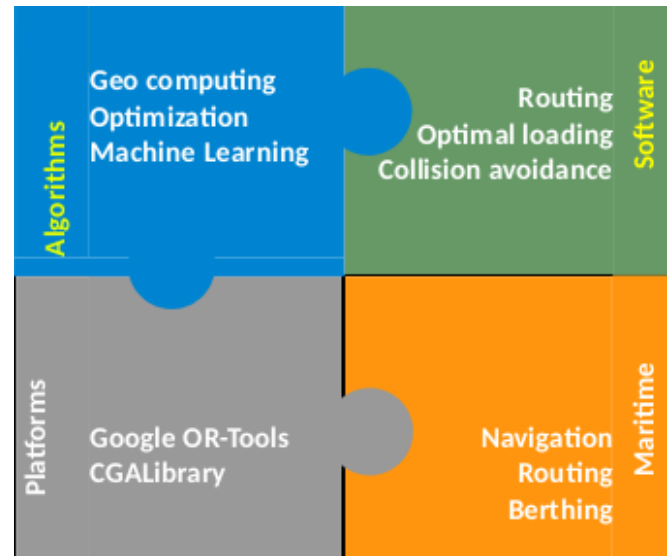 Algorithms
Geo computing
Optimization
Machine Learning
Routing
Optimal loading
Collision avoidance
Software
Platforms
Google OR-Tools
CGALibrary
Navigation
Routing
Berthing
Maritime